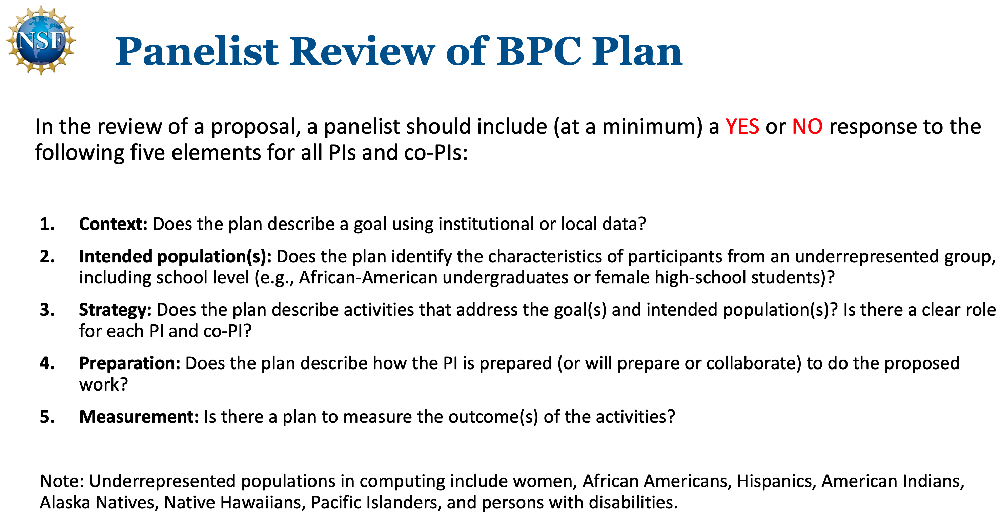 NSF
Panelist Review of BPC Plan
In the review of a proposal, a panelist should include (at a minimum) a YES or NO response to the
following five elements for all PIs and co-PIs:
1. Context: Does the plan describe a goal using institutional or local data?
2. Intended population(s): Does the plan identify the characteristics of participants from an underrepresented group,
including school level (e.g., African-American undergraduates or female high-school students)?
3. Strategy: Does the plan describe activities that address the goal(s) and intended population(s)? Is there a clear role
for each PI and co-PI?
4. Preparation: Does the plan describe how the PI is prepared (or will prepare or collaborate) to do the proposed
work?
5. Measurement: Is there a plan to measure the outcome(s) of the activities?
Note: Underrepresented populations in computing include women, African Americans, Hispanics, American Indians,
Alaska Natives, Native Hawaiians, Pacific Islanders, and persons with disabilities.